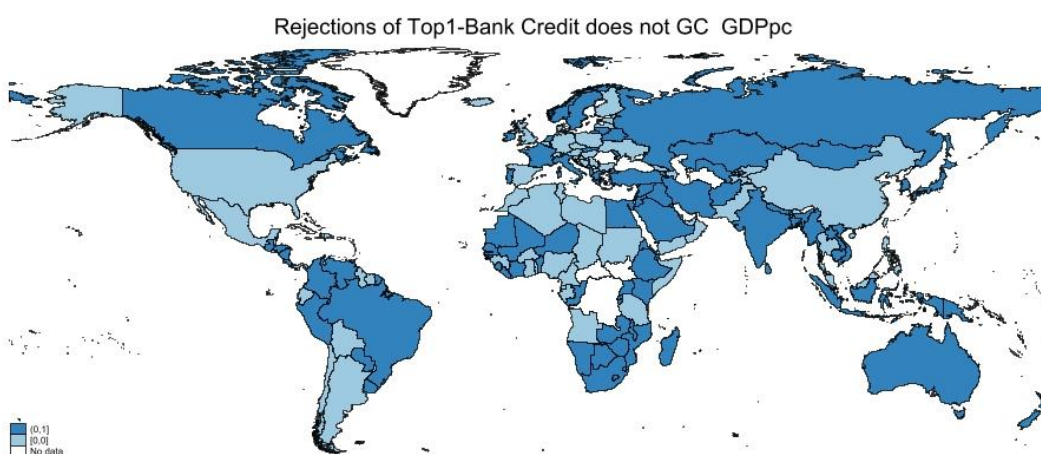 Rejections of Top1-Bank Credit does not GC GDPpc
(0,1]
[0,0]
No data